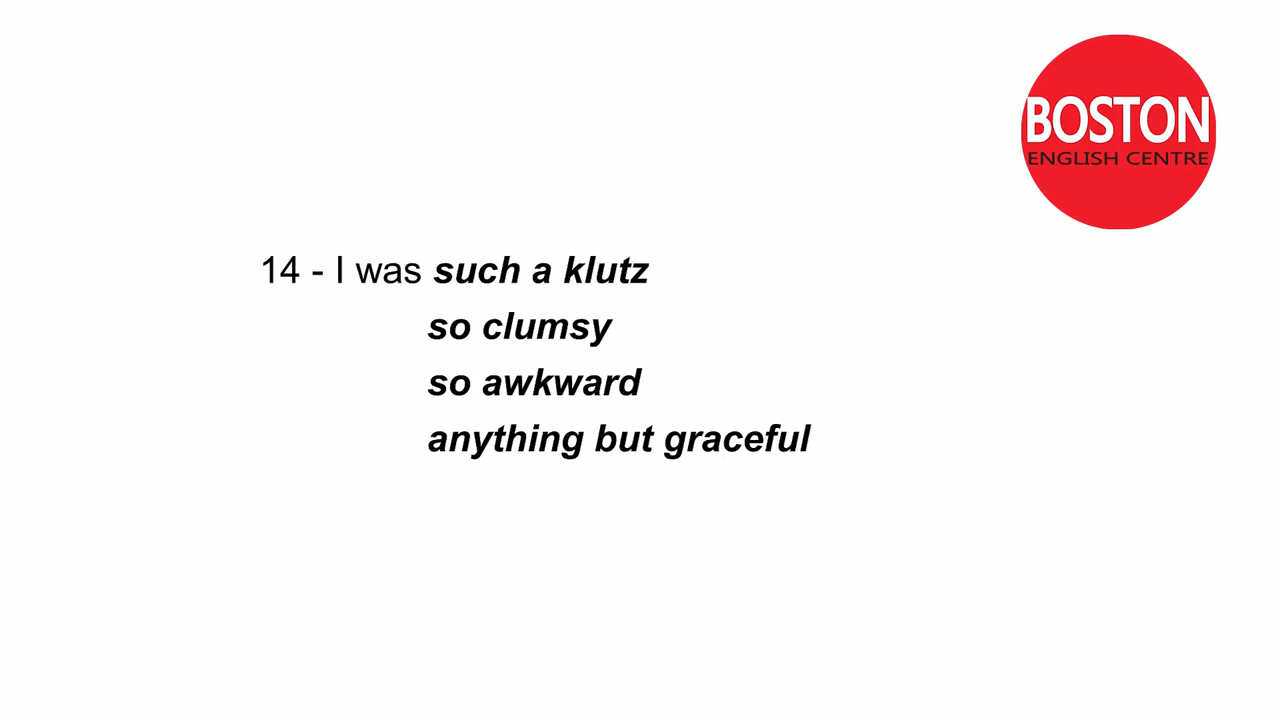 BOSTON
ENGLISH CENTRE
14 - I was such a klutz
so clumsy
so awkward
anything but graceful